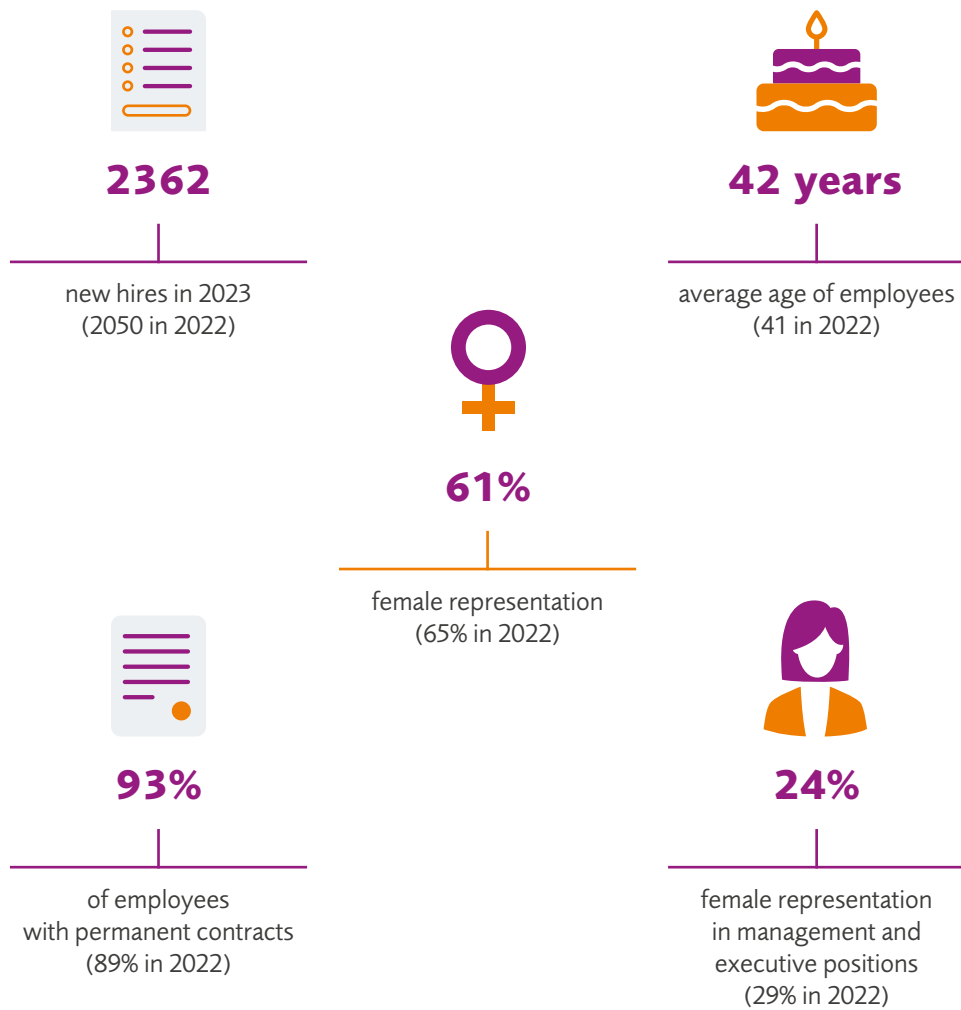 2362
new hires in 2023
(2050 in 2022)
42 years
average age of employees
(41 in 2022)
61%
female representation
(65% in 2022)
93%
of employees
with permanent contracts
(89% in 2022)
24%
female representation
in management and
executive positions
(29% in 2022)